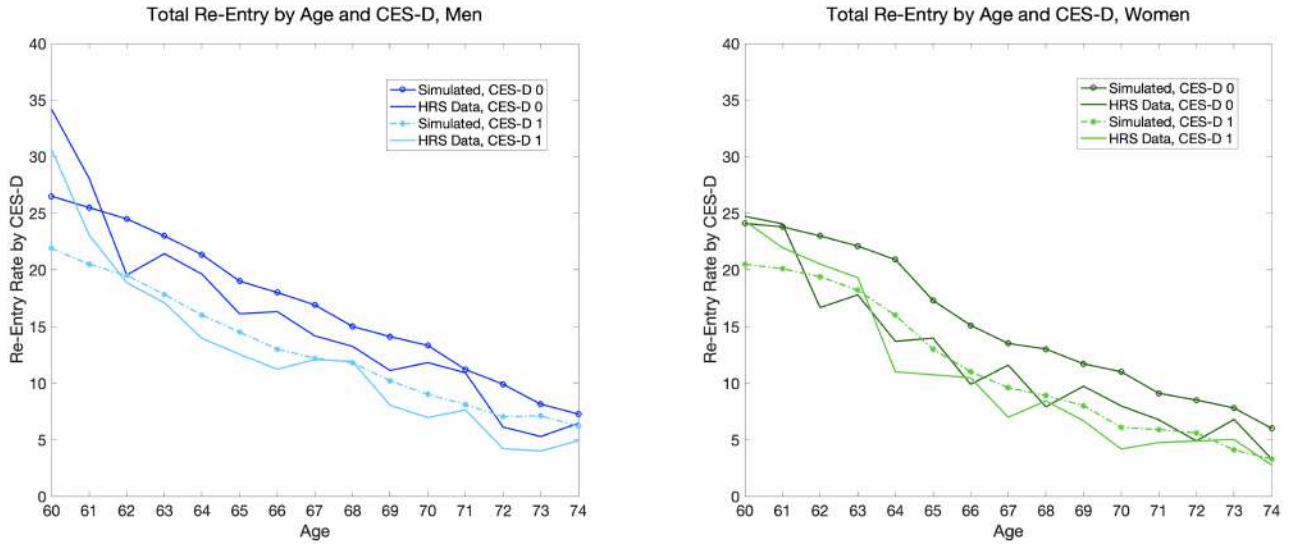 Total Re-Entry by Age and CES-D, Men
40
35
30
25
20
15
10
5
0
Re-Entry Rate by CES-D
Simulated, CES-D 0
HRS Data, CES-D 0
Simulated, CES-D 1
HRS Data, CES-D 1
60 61 62 63 64 65 66 67 68 69 70 71 72 73 74
Age
Total Re-Entry by Age and CES-D, Women
40
35
30
25
20
15
10
5
0
Re-Entry Rate by CES-D
Simulated, CES-D 0
HRS Data, CES-D 0
Simulated, CES-D 1
HRS Data, CES-D 1
60 61 62 63 64 65 66 67 68 69 70 71 72 73 74
Age